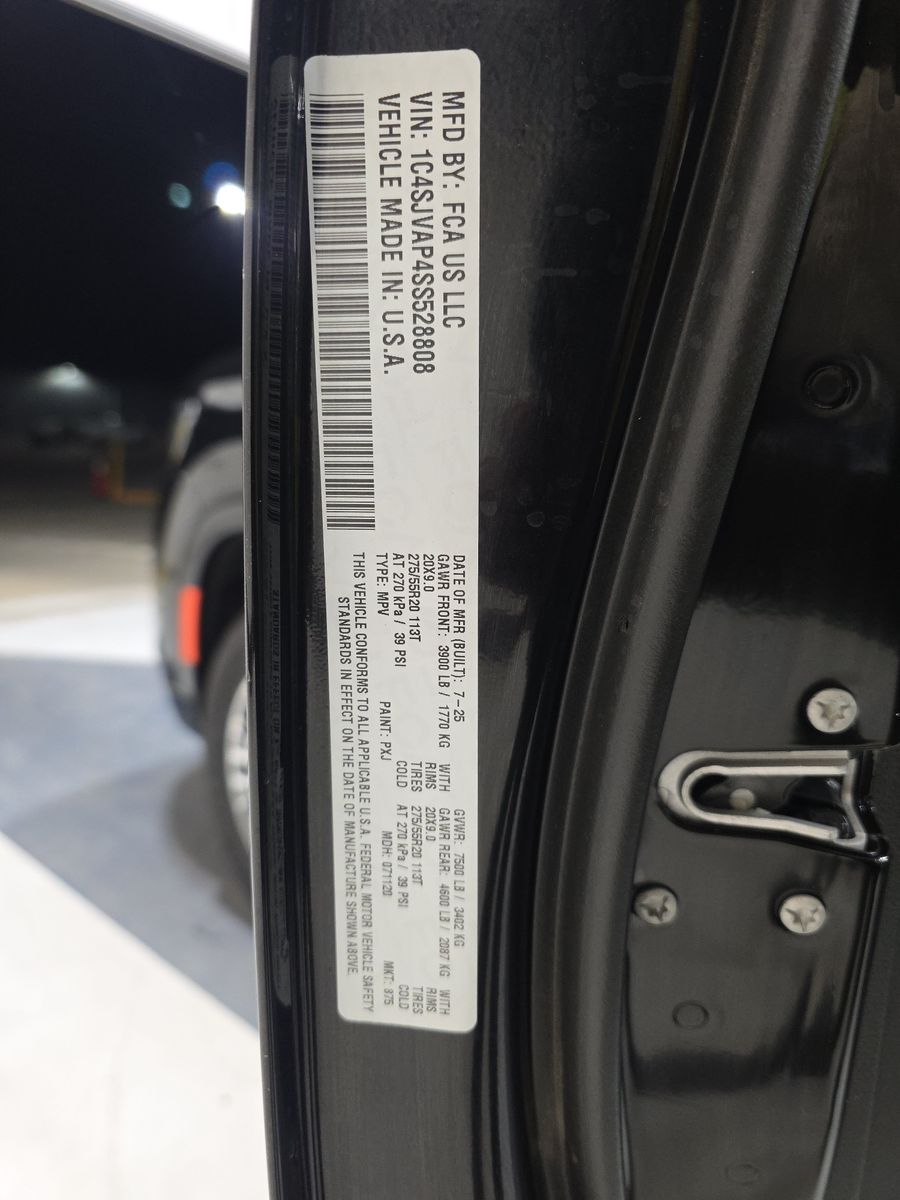 MFD BY: FCA US LLC
VIN: 1C4SJVAP4SS528808
VEHICLE MADE IN: U.S.A.
DATE OF MFR (BUILT): 7-25 GVWR: 7500 LB / 3402 KG
GAWR FRONT: 3900 LB / 1770 KG WITH GAWR REAR: 4600 LB / 2087 KG WITH
20X9.0 RIMS 20X9.0 RIMS
275/55R20 113T TIRES 275/55R20 113T TIRES
AT 270 kPa / 39 PSI COLD AT 270 kPa / 39 PSI COLD
TYPE: MPV PAINT: PXJ MDH: 071120 MKT: 875
THIS VEHICLE CONFORMS TO ALL APPLICABLE U.S.A. FEDERAL MOTOR VEHICLE SAFETY
STANDARDS IN EFFECT ON THE DATE OF MANUFACTURE SHOWN ABOVE.